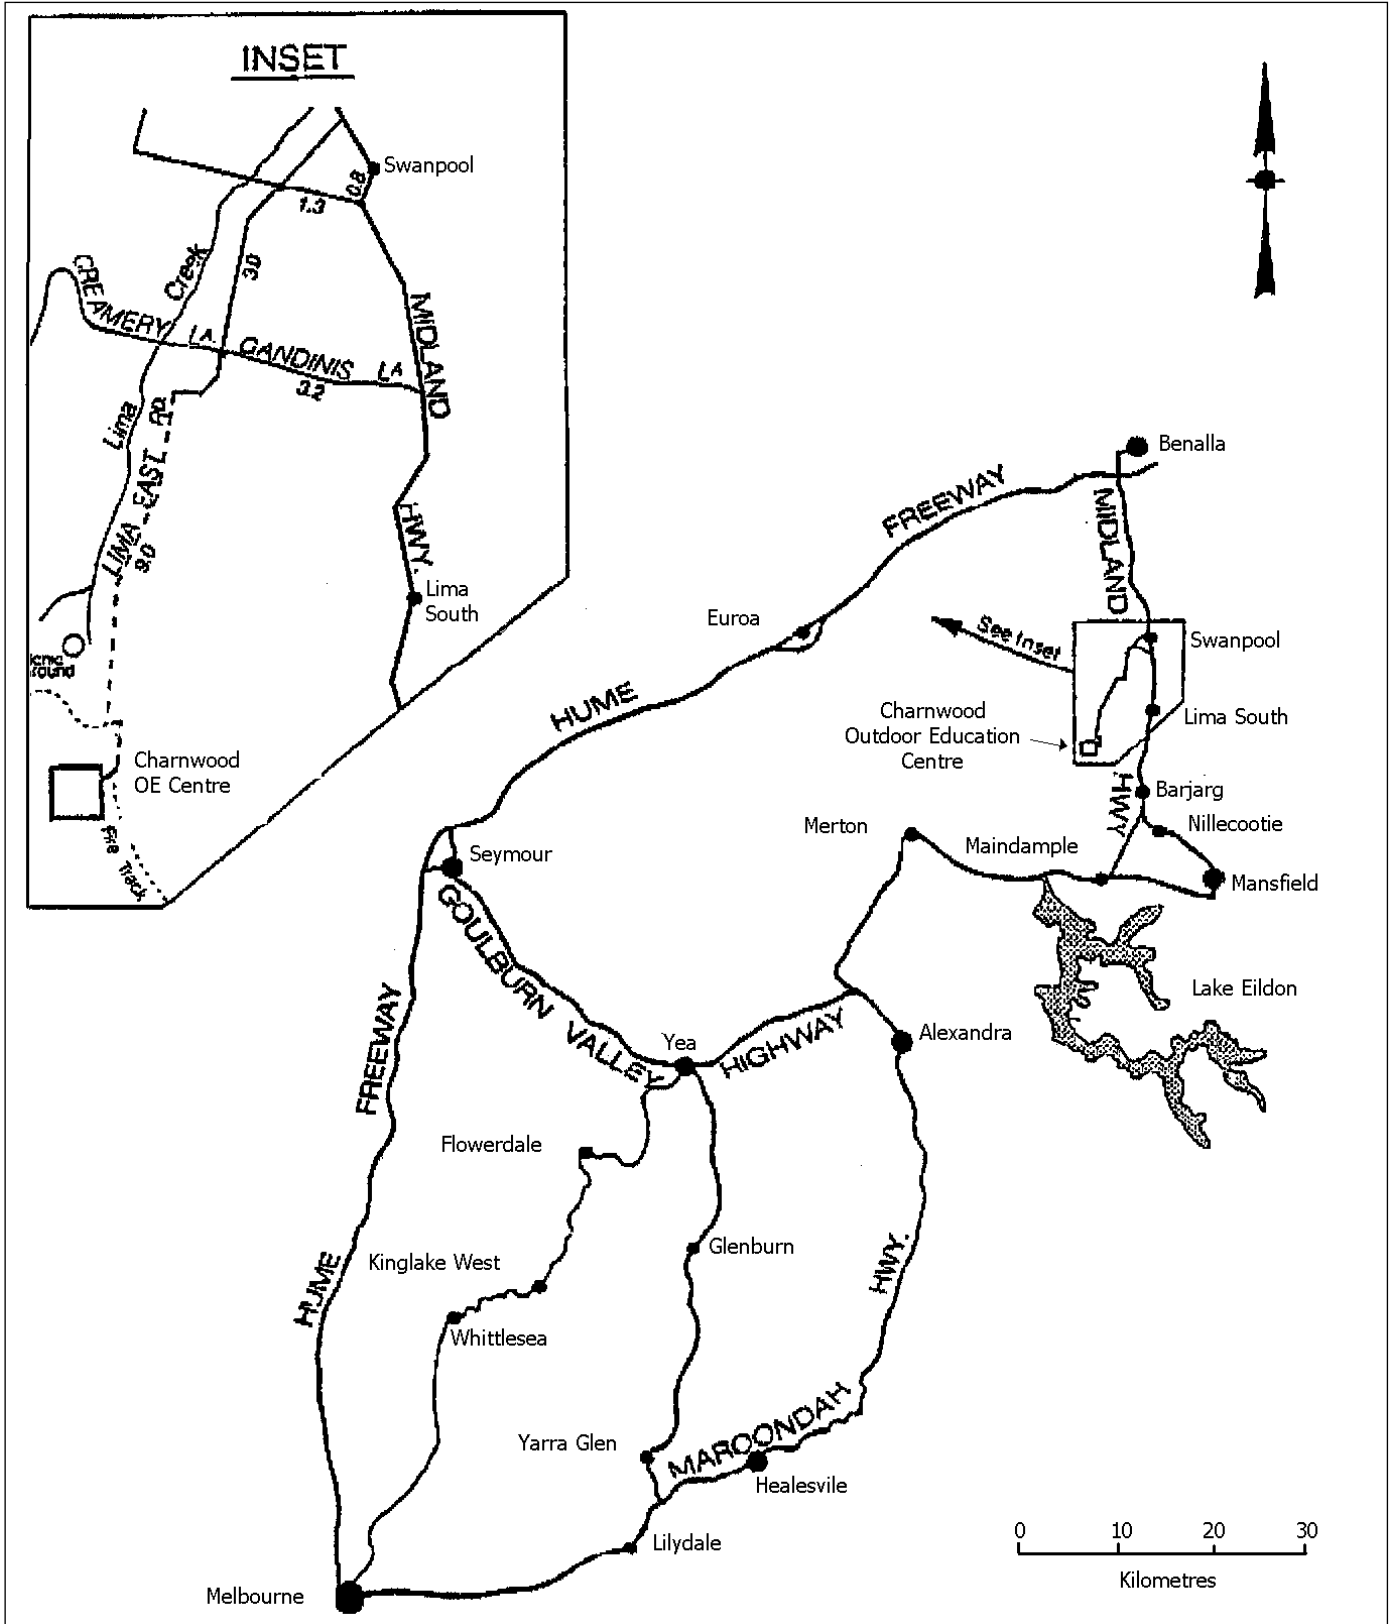 INSET
Swanpool
0.8
1.3
Creek
3.0
CREAMERY LA.
GANDINIS LA
3.2
MIDLAND
HWY.
Lima
LIMA EAST RD.
9.0
Lima
South
Charnwood
OE Centre
Fire Track
Benalla
FREEWAY
MIDLAND
Euroa
See Inset
Swanpool
HUME
Charnwood
Outdoor Education
Centre
Lima South
HWY
Barjarg
Merton
Maindample
Nillecootie
Seymour
Mansfield
GOULBURN VALLEY
HIGHWAY
Lake Eildon
FREEWAY
Yea
Alexandra
Flowerdale
HUME
Kinglake West
Glenburn
HWY.
Whittlesea
Yarra Glen
MAROONDAH
Healesvile
Lilydale
Melbourne
0 10 20 30
Kilometres